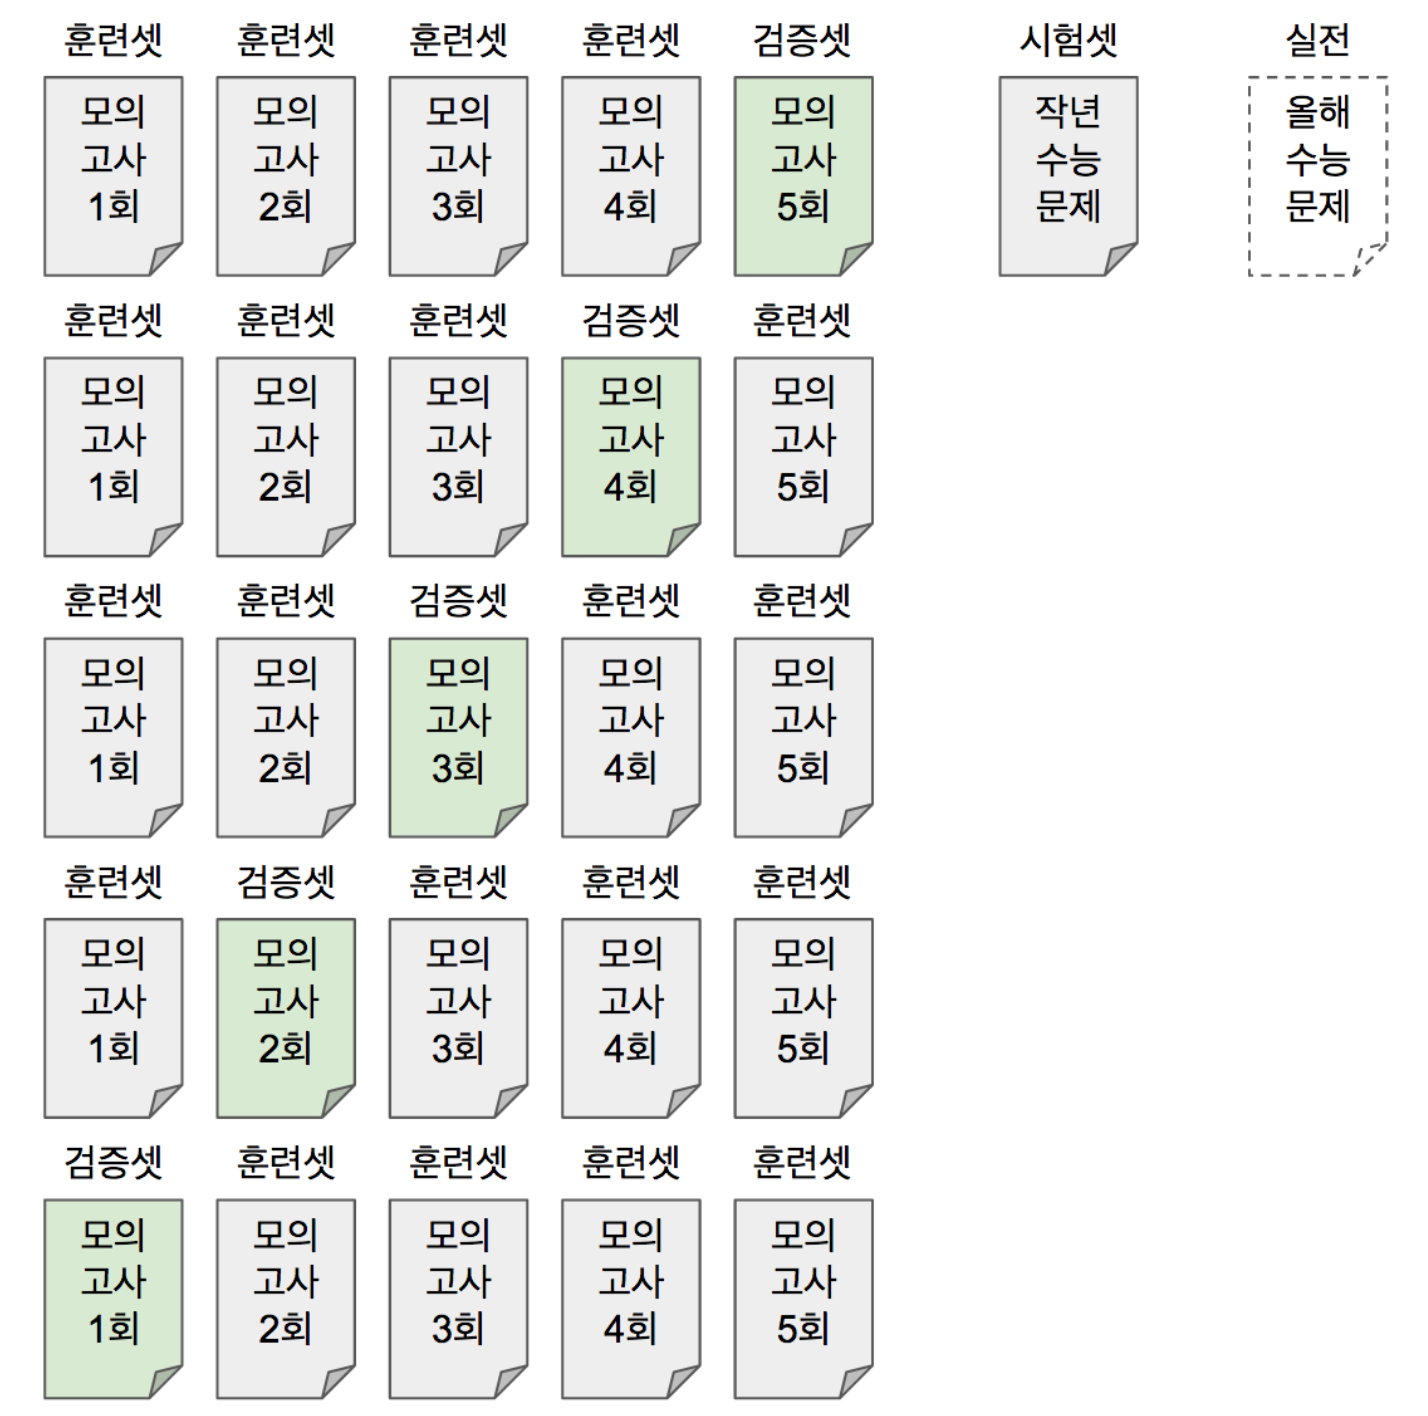 훈련셋 훈련셋 훈련셋 훈련셋 검증셋 시험셋 실전
모의 모의 모의 모의 모의 작년 올해
고사 고사 고사 고사 고사 수능 수능
1회 2회 3회 4회 5회 문제 문제
훈련셋 훈련셋 훈련셋 검증셋 훈련셋
모의 모의 모의 모의 모의
고사 고사 고사 고사 고사
1회 2회 3회 4회 5회
훈련셋 훈련셋 검증셋 훈련셋 훈련셋
모의 모의 모의 모의 모의
고사 고사 고사 고사 고사
1회 2회 3회 4회 5회
훈련셋 검증셋 훈련셋 훈련셋 훈련셋
모의 모의 모의 모의 모의
고사 고사 고사 고사 고사
1회 2회 3회 4회 5회
검증셋 훈련셋 훈련셋 훈련셋 훈련셋
모의 모의 모의 모의 모의
고사 고사 고사 고사 고사
1회 2회 3회 4회 5회